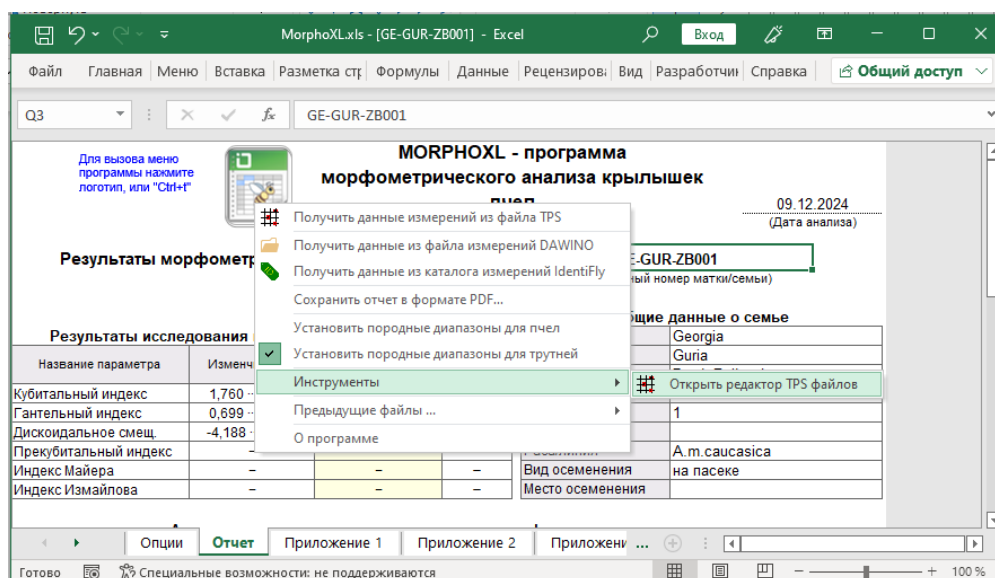 MorphoXL.xls - [GE-GUR-ZB001] - Excel
Вход
Файл Главная Меню Вставка Разметка стр Формулы Данные Рецензирова Вид Разработчик Справка Общий доступ
Q3 fx GE-GUR-ZB001
Для вызова меню
программы нажмите
логотип, или "Ctrl+t"
MORPHOXL - программа
морфометрического анализа крылышек
09.12.2024
(Дата анализа)
Результаты морфомет
E-GUR-ZB001
ный номер матки/семьи)
Получить данные измерений из файла TPS
Получить данные из файла измерений DAWINO
Получить данные из каталога измерений IdentiFly
Сохранить отчет в формате PDF...
Установить породные диапазоны для пчел
Установить породные диапазоны для трутней
Инструменты
Открыть редактор TPS файлов
Предыдущие файлы ...
О программе
Результаты исследования
щие данные о семье
Название параметра Изменч
Georgia
Guria
Кубитальный индекс 1,760
Гантельный индекс 0,699 1
Дискоидальное смещ. -4,188
Прекубитальный индекс – A.m.caucasica
Индекс Майера – – – Вид осеменения на пасеке
Индекс Измайлова – – – Место осеменения
Опции Отчет Приложение 1 Приложение 2 Приложени ...
Готово Специальные возможности: не поддерживаются 100 %